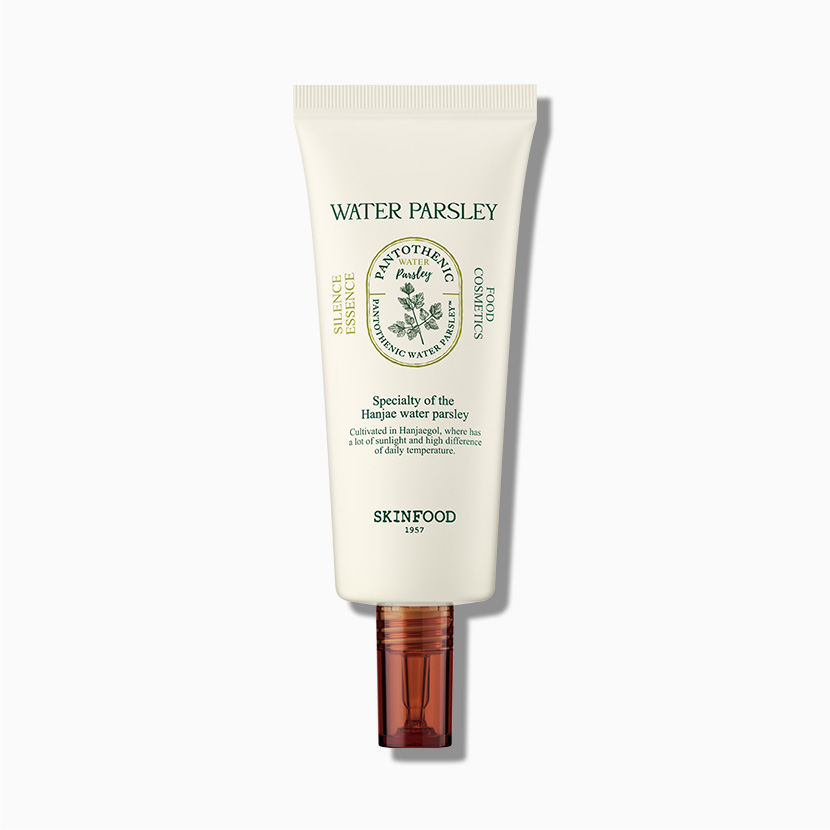 WATER PARSLEY
PANTOTHENIC
WATER
Parsley
PANTOTHENIC WATER PARSLEY™
SILENCE
ESSENCE
FOOD
COSMETICS
Specialty of the
Hanjae water parsley
Cultivated in Hanjaegol, where has
a lot of sunlight and high difference
of daily temperature.
SKINFOOD
1957